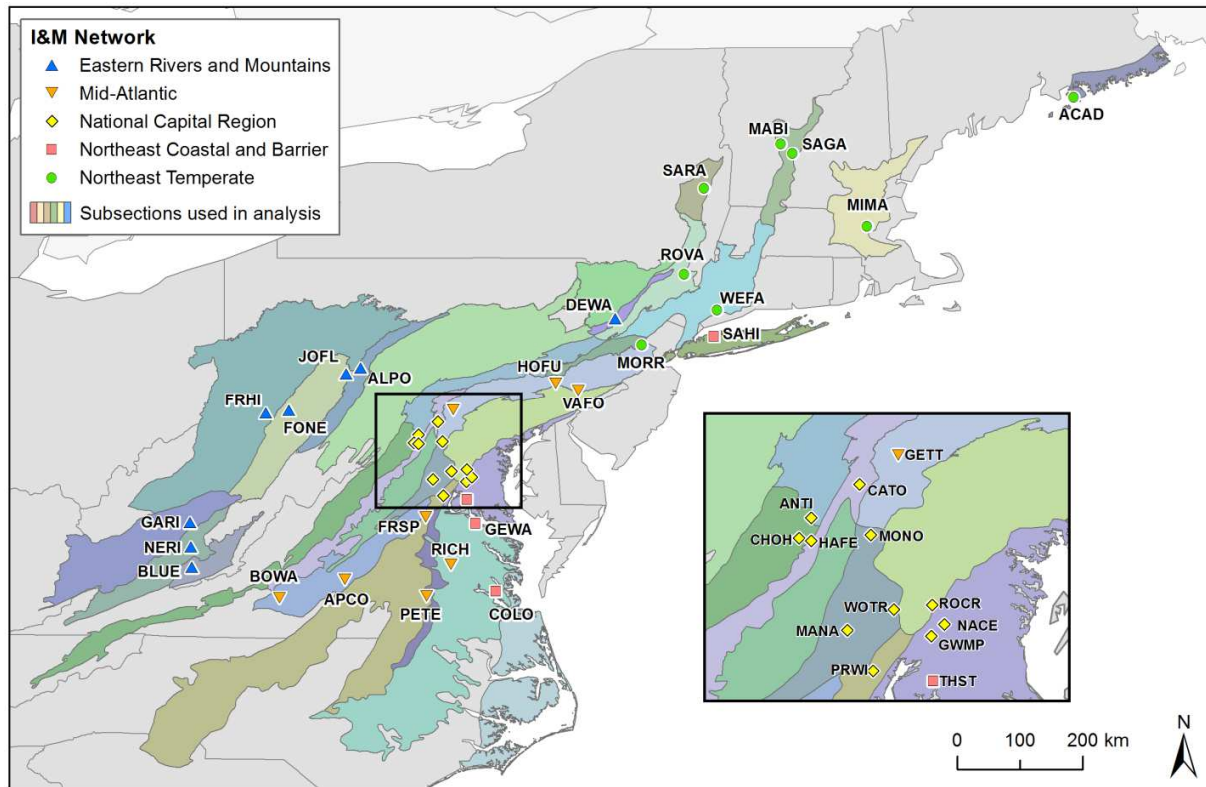 I&M Network
Eastern Rivers and Mountains
Mid-Atlantic
National Capital Region
Northeast Coastal and Barrier
Northeast Temperate
Subsections used in analysis
ACAD
MABI
SAGA
SARA
MIMA
ROVA
DEWA
WEFA
SAHI
MORR
JOFL
ALPO
HOFU
VAFO
FRHI
FONE
GARI
NERI
BLUE
BOWA
APCO
FRSP
GEWA
RICH
PETE
COLO
GETT
CATO
ANTI
CHOH
HAFE
MONO
WOTR
ROCR
MANA
NACE
GWMP
PRWI
THST
N
0 100 200 km